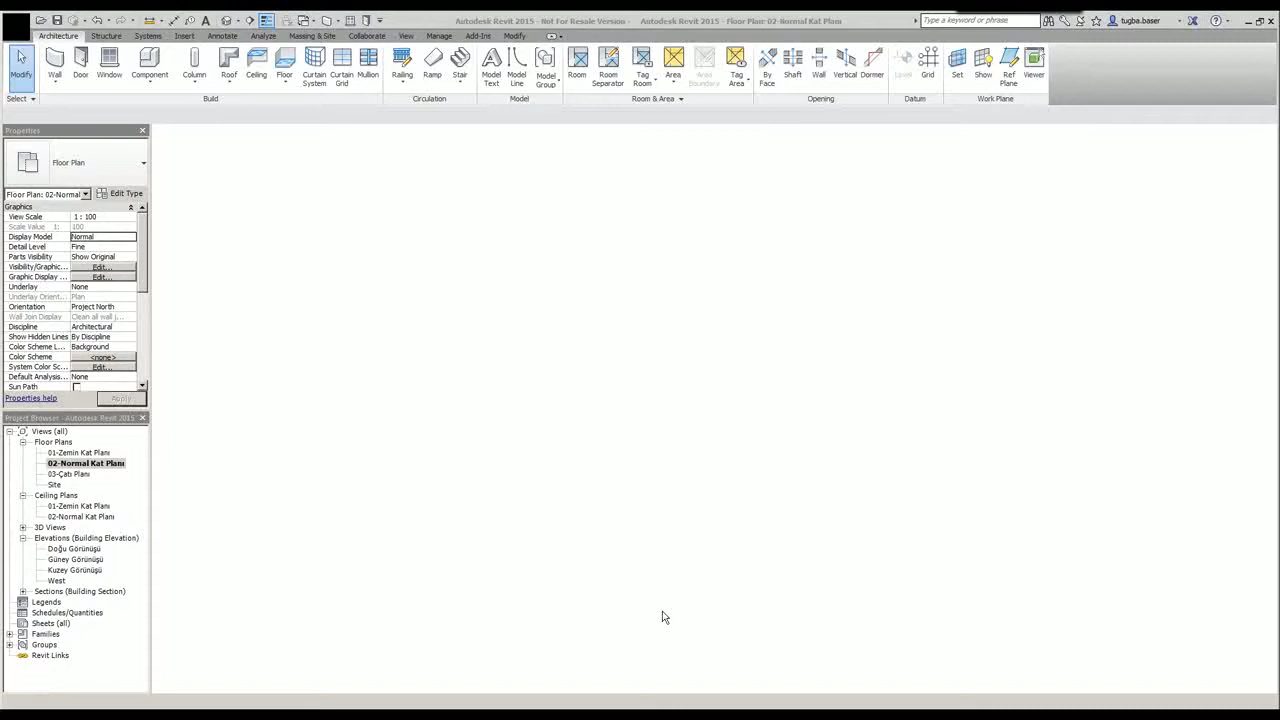 Autodesk Revit 2015 - Not For Resale Version - Autodesk Revit 2015 - Floor Plan: 02-Normal Kat Planı
Type a keyword or phrase
tugba.baser
Architecture Structure Systems Insert Annotate Analyze Massing & Site Collaborate View Manage Add-Ins Modify
Modify Wall Door Window Component Column Roof Ceiling Floor Curtain System Curtain Grid Mullion Railing Ramp Stair Model Text Model Line Model Group Room Room Separator Tag Room Area Area Boundary Tag Area By Face Shaft Wall Vertical Dormer Level Grid Set Show Ref Plane Viewer
Select Build Circulation Model Room & Area Opening Datum Work Plane
Properties
Floor Plan
Floor Plan: 02-Normal Edit Type
Graphics
View Scale 1 : 100
Scale Value 1: 100
Display Model Normal
Detail Level Fine
Parts Visibility Show Original
Visibility/Graphic... Edit...
Graphic Display ... Edit...
Underlay None
Underlay Orient... Plan
Orientation Project North
Wall Join Display Clean all wall j...
Discipline Architectural
Show Hidden Lines By Discipline
Color Scheme L... Background
Color Scheme <none>
System Color Sc... Edit...
Default Analysis... None
Sun Path
Properties help Apply
Project Browser - Autodesk Revit 2015
Views (all)
Floor Plans
01-Zemin Kat Planı
02-Normal Kat Planı
03-Çatı Planı
Site
Ceiling Plans
01-Zemin Kat Planı
02-Normal Kat Planı
3D Views
Elevations (Building Elevation)
Doğu Görünüşü
Güney Görünüşü
Kuzey Görünüşü
West
Sections (Building Section)
Legends
Schedules/Quantities
Sheets (all)
Families
Groups
Revit Links